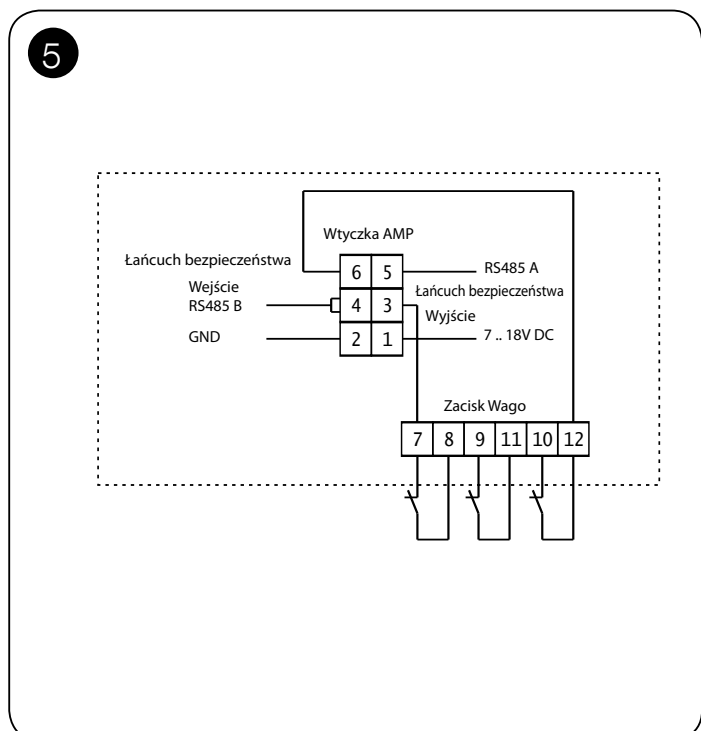 5
Wtyczka AMP
Łańcuch bezpieczeństwa
6 5
RS485 A
Wejście
RS485 B
4 3
Łańcuch bezpieczeństwa
Wyjście
GND
2 1
7 .. 18V DC
Zacisk Wago
7 8 9 11 10 12